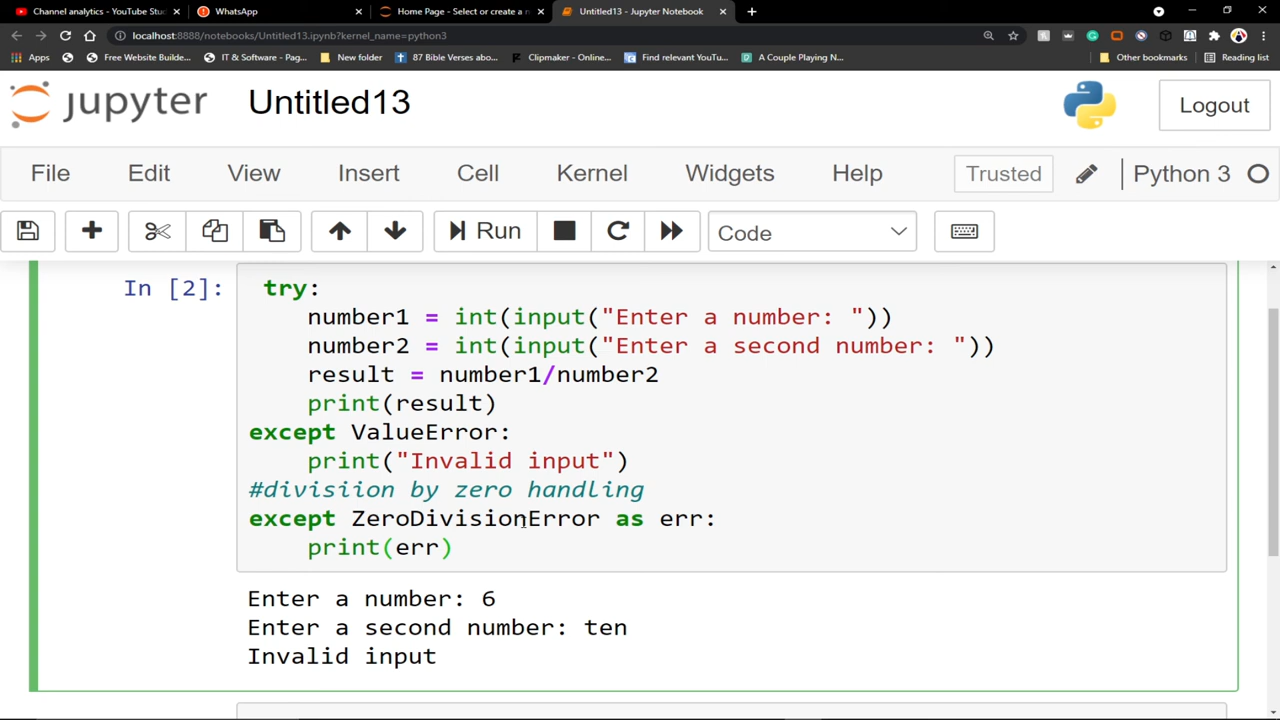 Channel analytics - YouTube Stu
WhatsApp
Home Page - Select or create a n
Untitled13 - Jupyter Notebook
localhost:8888/notebooks/Untitled13.ipynb?kernel_name=python3
Apps
Free Website Builde...
IT & Software - Pag...
New folder
87 Bible Verses abo...
Clipmaker - Online...
Find relevant YouTu...
A Couple Playing N...
Other bookmarks
Reading list
jupyter
Untitled13
Logout
File
Edit
View
Insert
Cell
Kernel
Widgets
Help
Trusted
Python 3
Run
Code
In [2]:
try:
number1 = int(input("Enter a number: "))
number2 = int(input("Enter a second number: "))
result = number1/number2
print(result)
except ValueError:
print("Invalid input")
#divisiion by zero handling
except ZeroDivisionError as err:
print(err)
Enter a number: 6
Enter a second number: ten
Invalid input